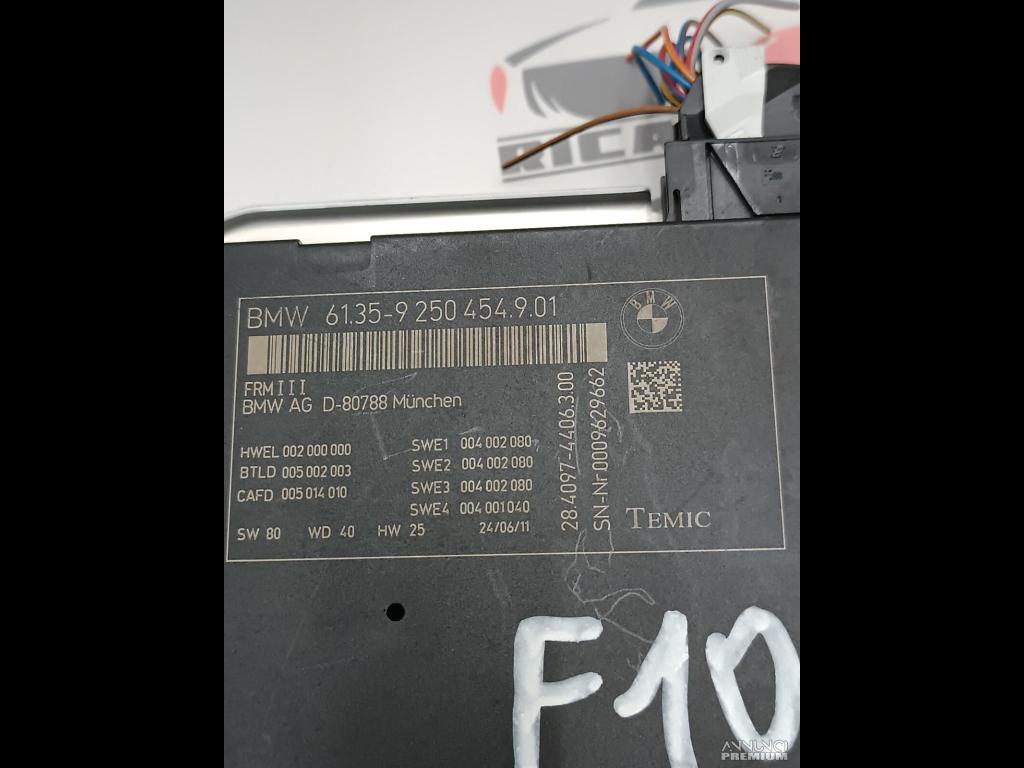 RICA
2
1
BMW 61.35-9 250 454.9.01
BMW
FRMIII
BMW AG D-80788 München
HWEL 002 000 000
BTLD 005 002 003
CAFD 005 014 010
SWE1 004 002 080
SWE2 004 002 080
SWE3 004 002 080
SWE4 004 001 040
SW 80 WD 40 HW 25 24/06/11
28.4097-4406.3.00
SN-Nr 0009629662
TEMIC
F10
ANNUNCI
PREMIUM